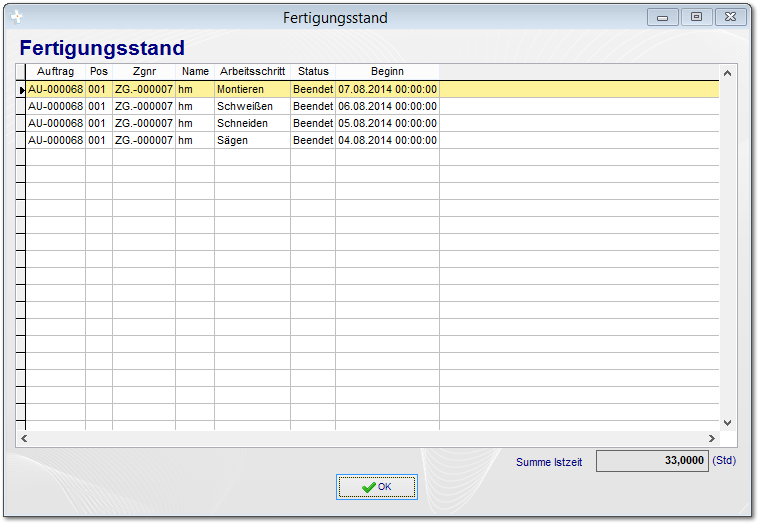 Fertigungsstand
Fertigungsstand
Auftrag Pos Zgnr Name Arbeitsschritt Status Beginn
AU-000068 001 ZG.-000007 hm Montieren Beendet 07.08.2014 00:00:00
AU-000068 001 ZG.-000007 hm Schweißen Beendet 06.08.2014 00:00:00
AU-000068 001 ZG.-000007 hm Schneiden Beendet 05.08.2014 00:00:00
AU-000068 001 ZG.-000007 hm Sägen Beendet 04.08.2014 00:00:00
Summe Istzeit 33,0000 (Std)
OK